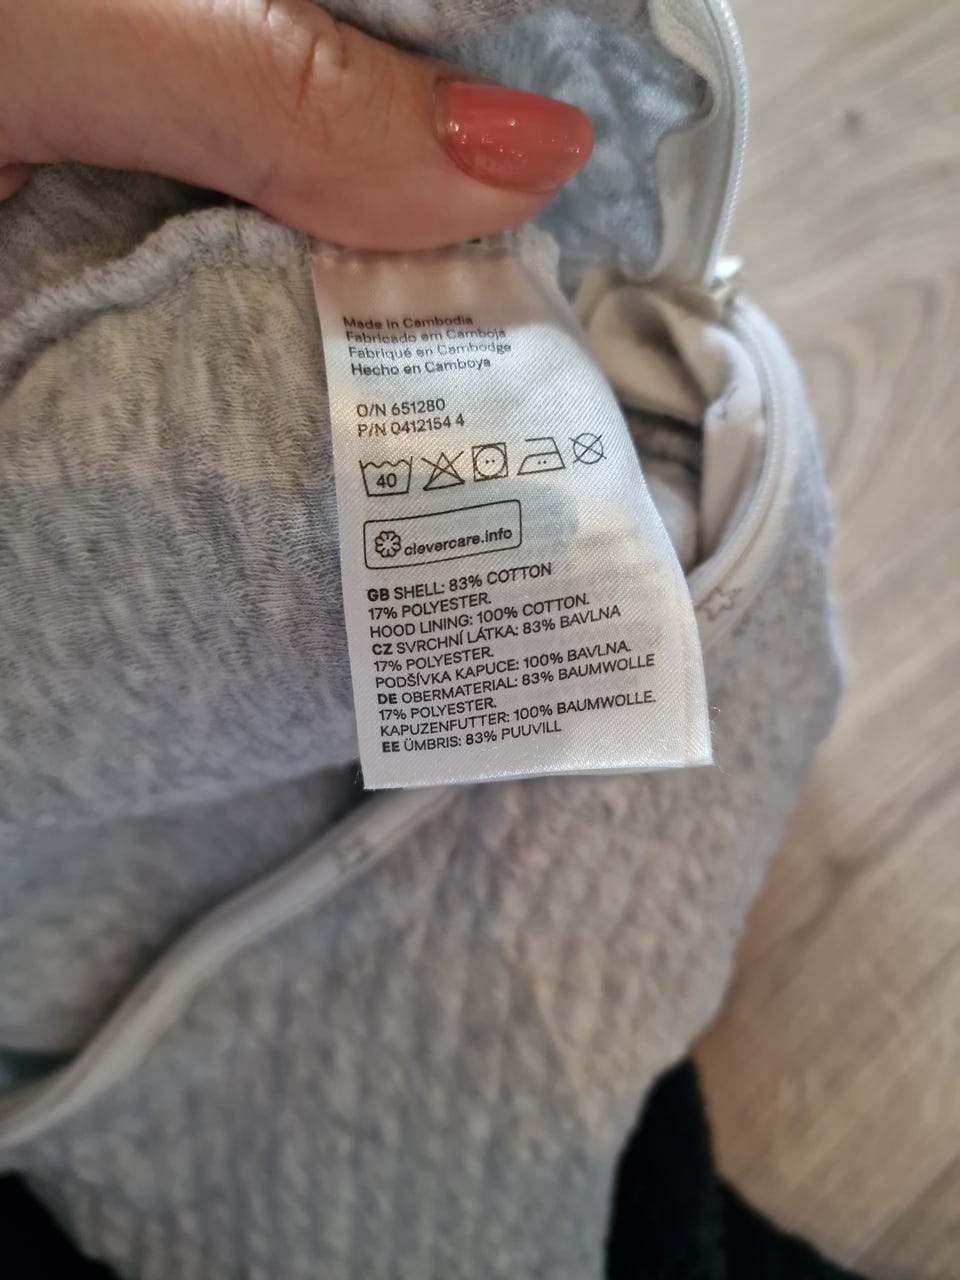 Made in Cambodia
Fabricado em Camboja
Fabriqué en Cambodge
Hecho en Camboya
O/N 651280
P/N 0412154 4
40
clevercare.info
GB SHELL: 83% COTTON
17% POLYESTER.
HOOD LINING: 100% COTTON.
CZ SVRCHNÍ LÁTKA: 83% BAVLNA
17% POLYESTER.
PODŠÍVKA KAPUCE: 100% BAVLNA.
DE OBERMATERIAL: 83% BAUMWOLLE
17% POLYESTER.
KAPUZENFUTTER: 100% BAUMWOLLE.
EE ÜMBRIS: 83% PUUVILL